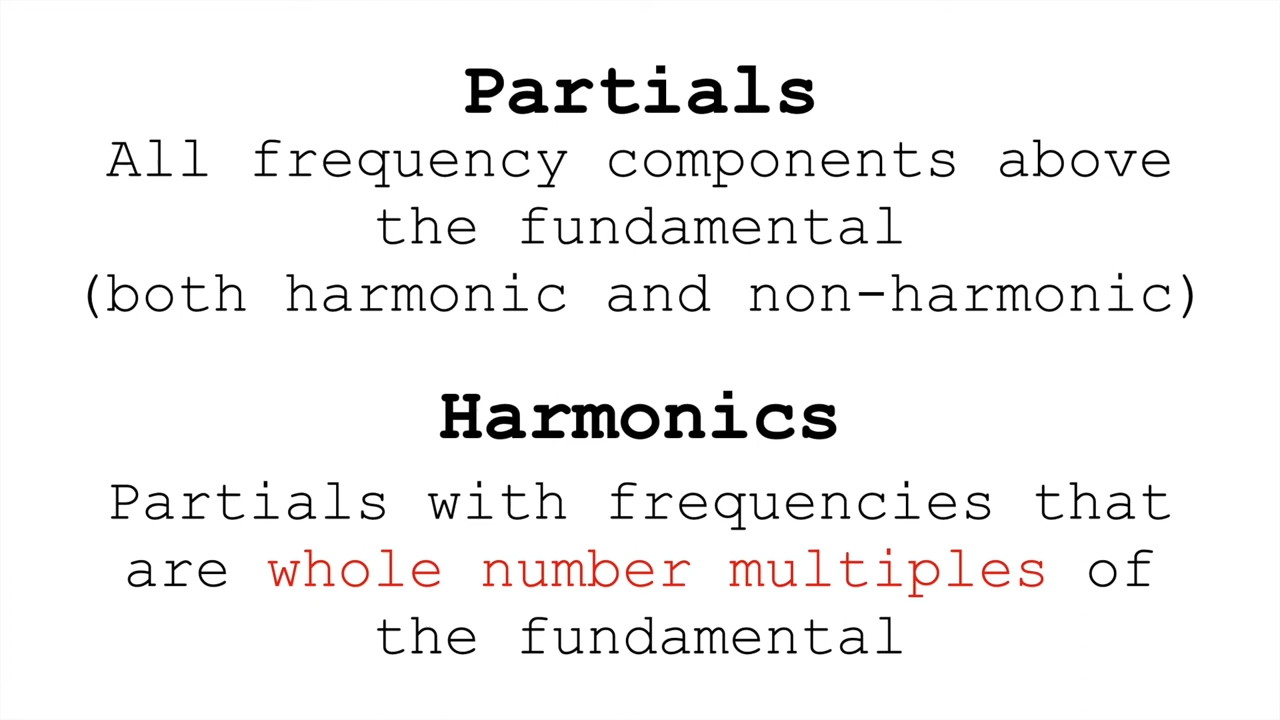 Partials
All frequency components above
the fundamental
(both harmonic and non-harmonic)
Harmonics
Partials with frequencies that
are whole number multiples of
the fundamental